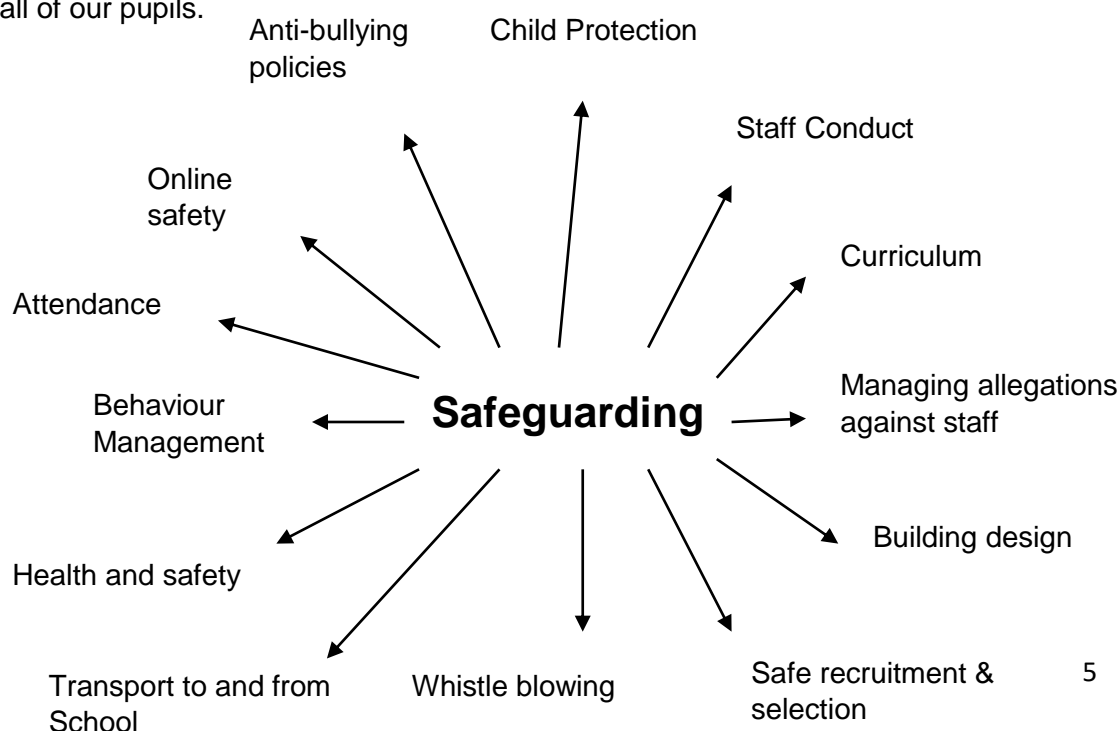 all of our pupils.
Anti-bullying
policies
Child Protection
Staff Conduct
Online
safety
Curriculum
Attendance
Managing allegations
against staff
Behaviour
Management
Safeguarding
Building design
Health and safety
Transport to and from
School
Whistle blowing
Safe recruitment &
selection
5